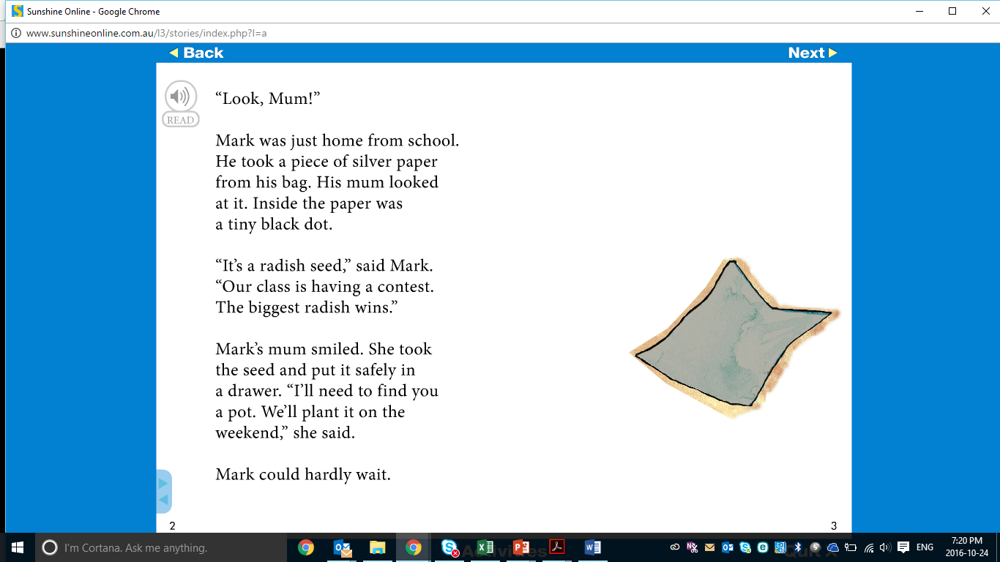 Sunshine Online - Google Chrome
www.sunshineonline.com.au/l3/stories/index.php?l=a
Back
Next
READ
“Look, Mum!”
Mark was just home from school.
He took a piece of silver paper
from his bag. His mum looked
at it. Inside the paper was
a tiny black dot.
“It’s a radish seed,” said Mark.
“Our class is having a contest.
The biggest radish wins.”
Mark’s mum smiled. She took
the seed and put it safely in
a drawer. “I’ll need to find you
a pot. We’ll plant it on the
weekend,” she said.
Mark could hardly wait.
2
3
I’m Cortana. Ask me anything.
Activities
Quit X
ENG
7:20 PM
2016-10-24